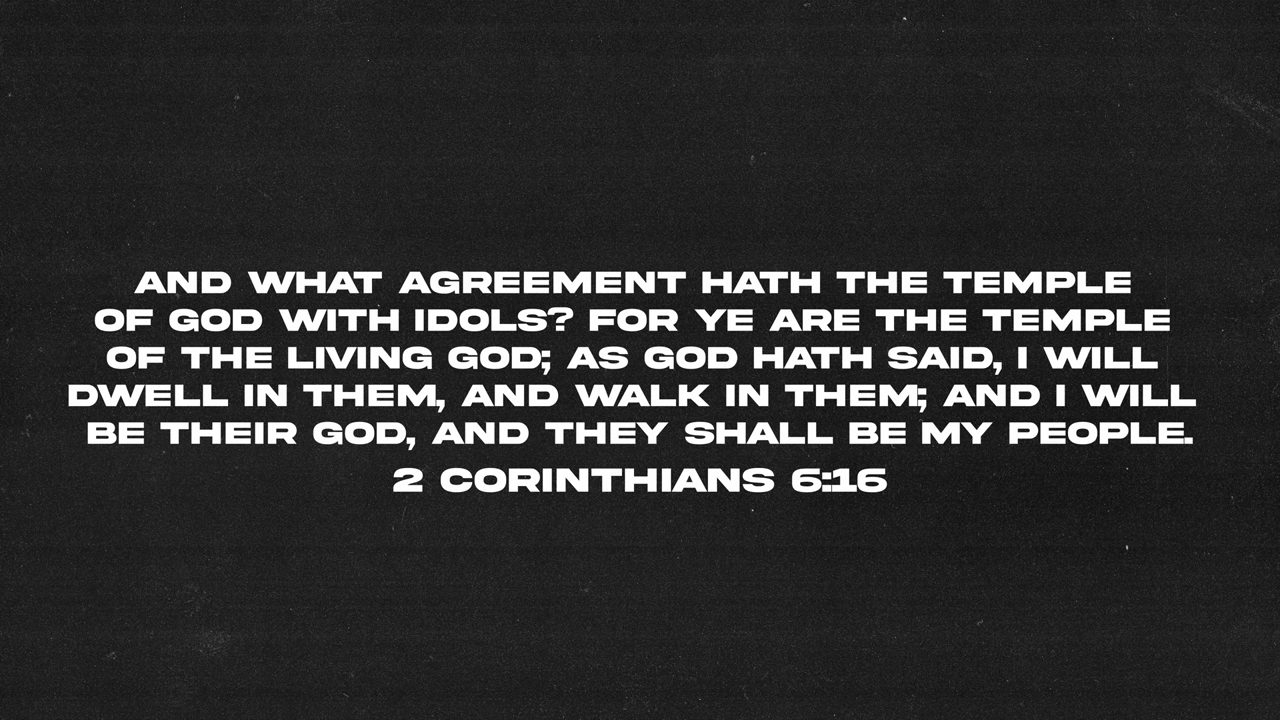 AND WHAT AGREEMENT HATH THE TEMPLE
OF GOD WITH IDOLS? FOR YE ARE THE TEMPLE
OF THE LIVING GOD; AS GOD HATH SAID, I WILL
DWELL IN THEM, AND WALK IN THEM; AND I WILL
BE THEIR GOD, AND THEY SHALL BE MY PEOPLE.
2 CORINTHIANS 6:16